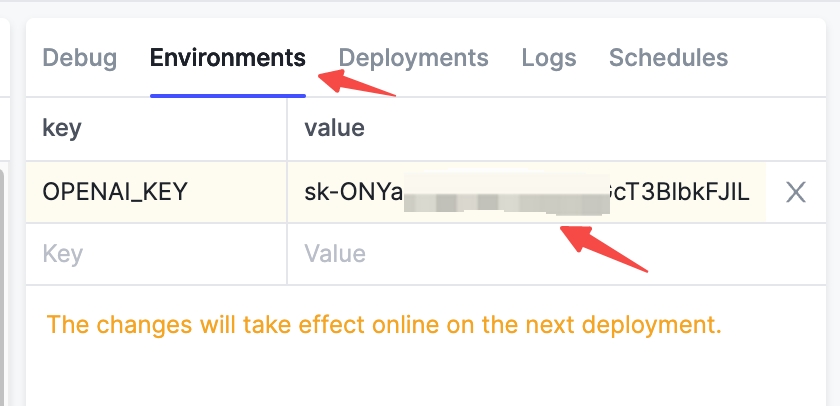 Debug Environments Deployments Logs Schedules
key value
OPENAI_KEY sk-ONYa cT3BlbkFJIL X
Key Value
The changes will take effect online on the next deployment.